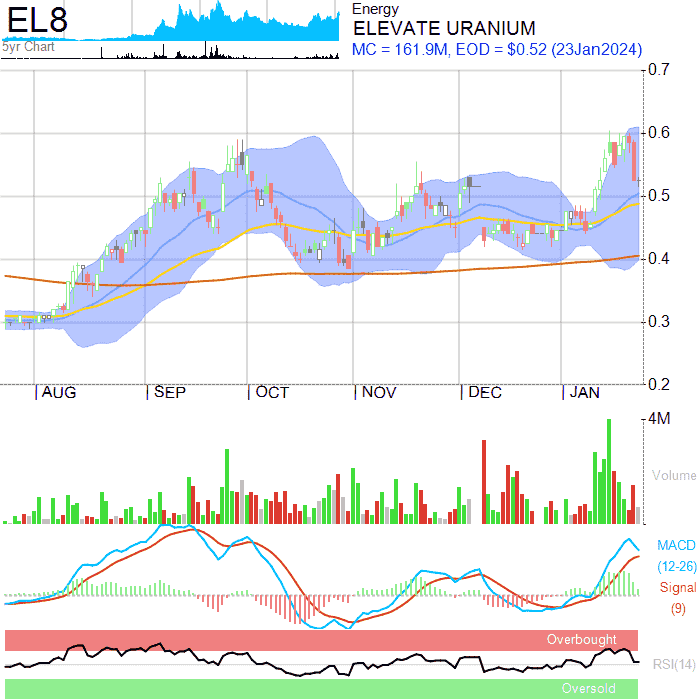 EL8
5yr Chart
Energy
ELEVATE URANIUM
MC = 161.9M, EOD = $0.52 (23Jan2024)
0.7
0.6
0.5
0.4
0.3
0.2
AUG SEP OCT NOV DEC JAN
4M
Volume
MACD
(12-26)
Signal
(9)
Overbought
RSI(14)
Oversold